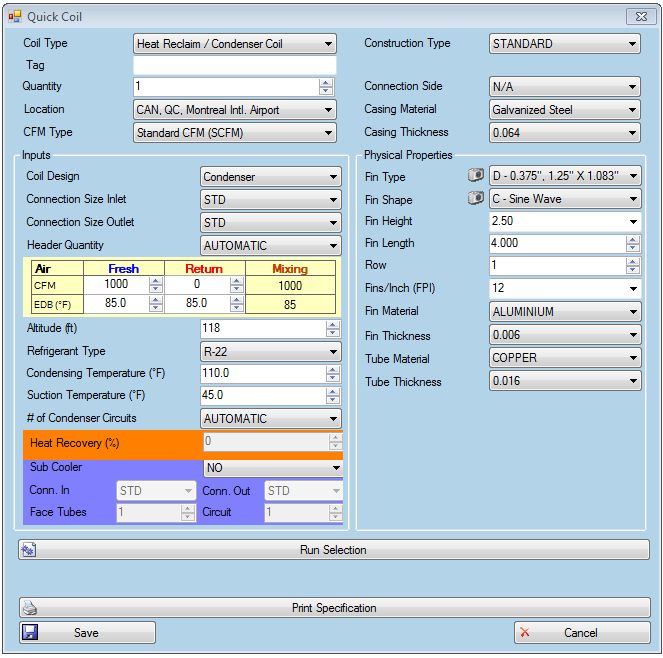 Quick Coil
Coil Type Heat Reclaim / Condenser Coil Construction Type STANDARD
Tag
Quantity 1 Connection Side N/A
Location CAN, QC, Montreal Intl. Airport Casing Material Galvanized Steel
CFM Type Standard CFM (SCFM) Casing Thickness 0.064
Inputs
Coil Design Condenser
Connection Size Inlet STD
Connection Size Outlet STD
Header Quantity AUTOMATIC
Air Fresh Return Mixing
CFM 1000 0 1000
EDB (°F) 85.0 85.0 85
Altitude (ft) 118
Refrigerant Type R-22
Condensing Temperature (°F) 110.0
Suction Temperature (°F) 45.0
# of Condenser Circuits AUTOMATIC
Heat Recovery (%) 0
Sub Cooler NO
Conn. In STD Conn. Out STD
Face Tubes 1 Circuit 1
Physical Properties
Fin Type D - 0.375", 1.25" X 1.083"
Fin Shape C - Sine Wave
Fin Height 2.50
Fin Length 4.000
Row 1
Fins/Inch (FPI) 12
Fin Material ALUMINIUM
Fin Thickness 0.006
Tube Material COPPER
Tube Thickness 0.016
Run Selection
Print Specification
Save Cancel